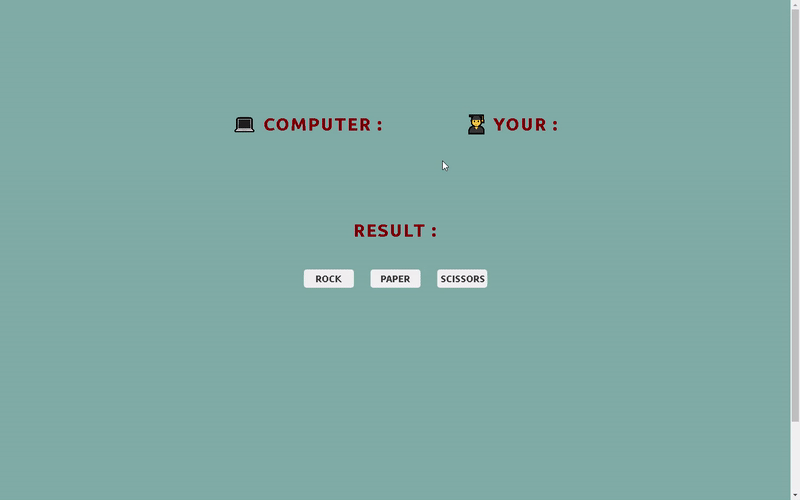 COMPUTER :
YOUR :
RESULT :
ROCK
PAPER
SCISSORS